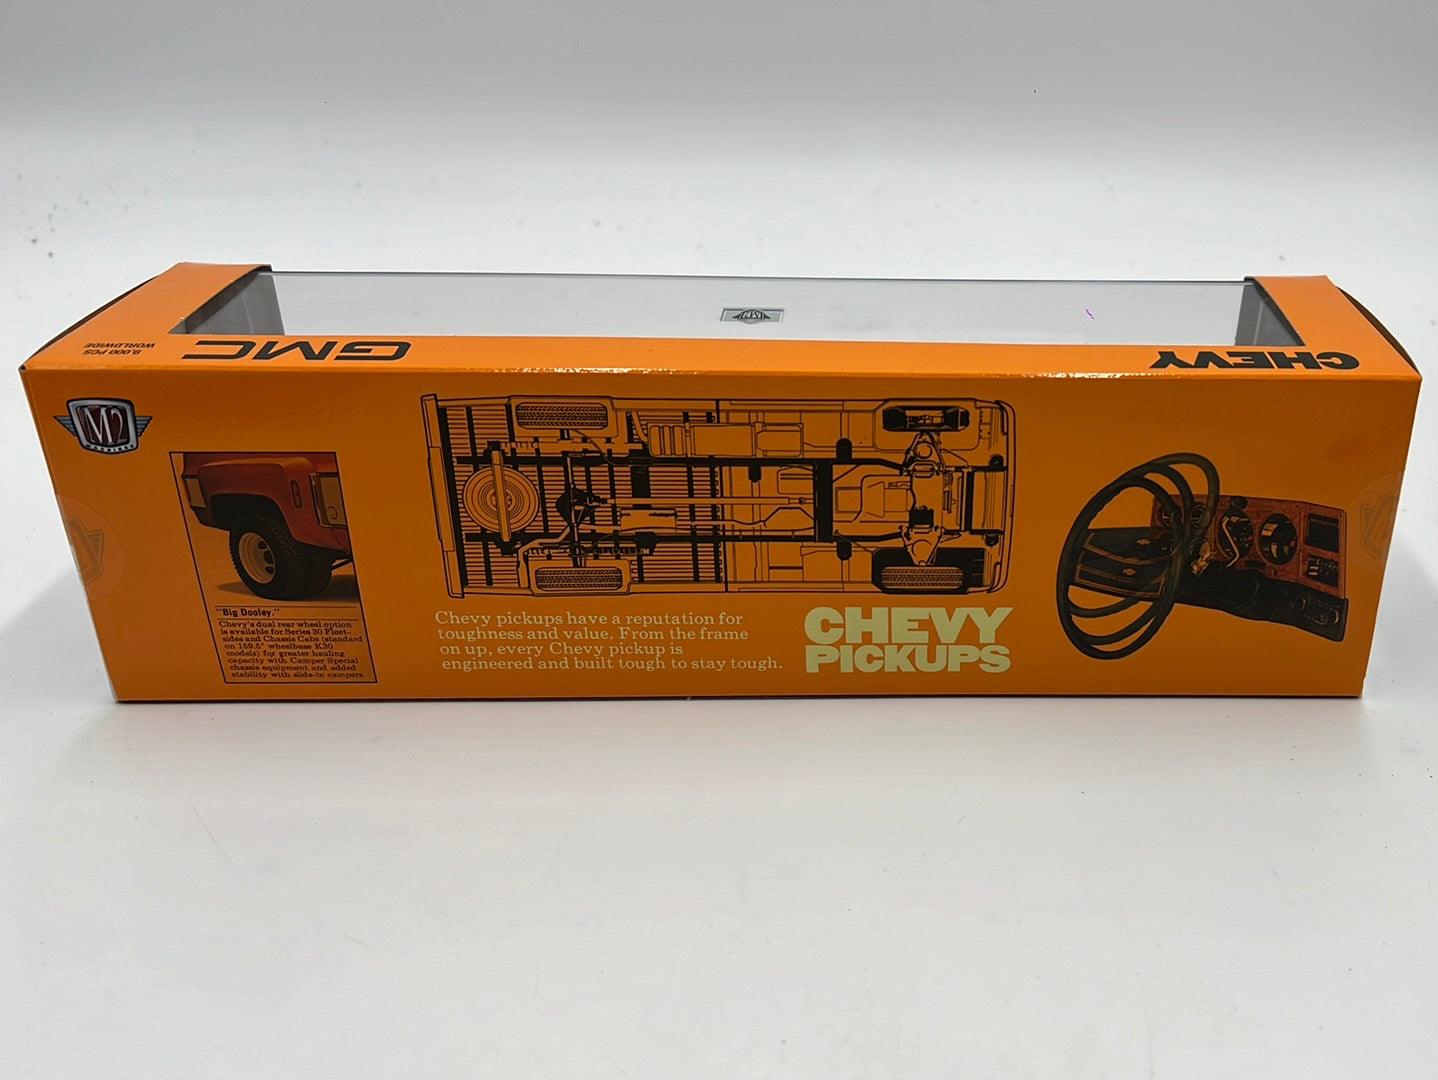 9,000 PCS
WORLDWIDE
GMC
CHEVY
M2
MACHINES
"Big Dooley."
Chevy's dual rear wheel option
is available for Series 30 Fleet-
sides and Chassis Cabs (standard
on 159.5" wheelbase K30
models) for greater hauling
capacity with Camper Special
chassis equipment and added
stability with slide-in campers.
Chevy pickups have a reputation for
toughness and value. From the frame
on up, every Chevy pickup is
engineered and built tough to stay tough.
CHEVY
PICKUPS